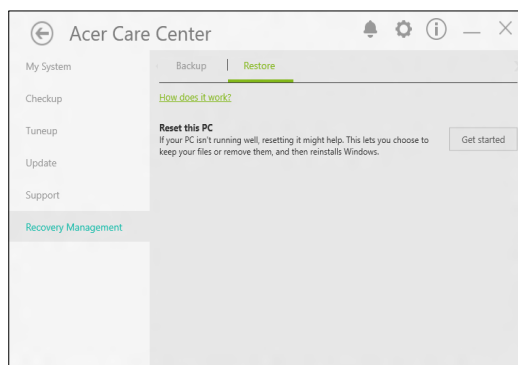 Acer Care Center
My System
Checkup
Tuneup
Update
Support
Recovery Management
Backup
Restore
How does it work?
Reset this PC
If your PC isn't running well, resetting it might help. This lets you choose to
keep your files or remove them, and then reinstalls Windows.
Get started